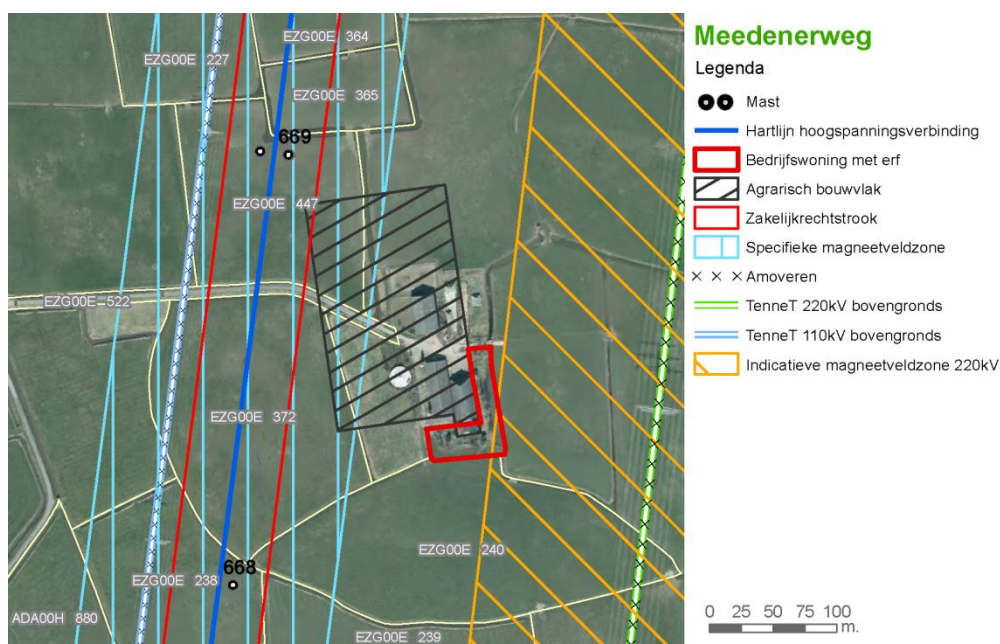 EZG00E 227
EZG00E 364
EZG00E 365
669
EZG00E 447
EZG00E 522
EZG00E 372
EZG00E 240
668
EZG00E 238
ADA00H 880
EZG00E 239
Meedenerweg
Legenda
Mast
Hartlijn hoogspanningsverbinding
Bedrijfswoning met erf
Agrarisch bouwvlak
Zakelijkrechtstrook
Specifieke magneetveldzone
Amoveren
TenneT 220kV bovengronds
TenneT 110kV bovengronds
Indicatieve magneetveldzone 220kV
0 25 50 75 100
m.